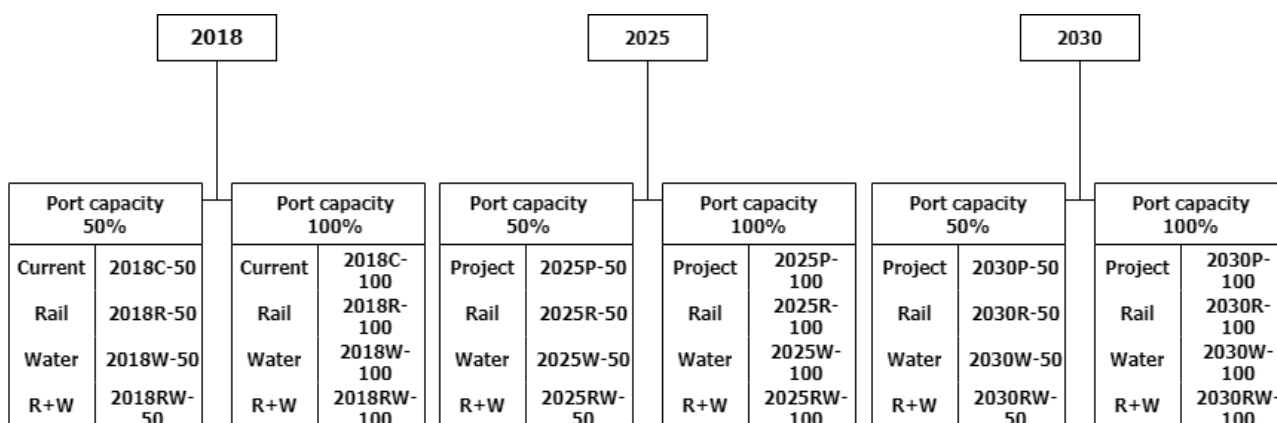 2018
2025
2030
Port capacity
50%
Port capacity
100%
Port capacity
50%
Port capacity
100%
Port capacity
50%
Port capacity
100%
Current
2018C-50
Current
2018C-
100
Project
2025P-50
Project
2025P-
100
Project
2030P-50
Project
2030P-
100
Rail
2018R-50
Rail
2018R-
100
Rail
2025R-50
Rail
2025R-
100
Rail
2030R-50
Rail
2030R-
100
Water
2018W-50
Water
2018W-
100
Water
2025W-50
Water
2025W-
100
Water
2030W-50
Water
2030W-
100
R+W
2018RW-
50
R+W
2018RW-
100
R+W
2025RW-
50
R+W
2025RW-
100
R+W
2030RW-
50
R+W
2030RW-
100